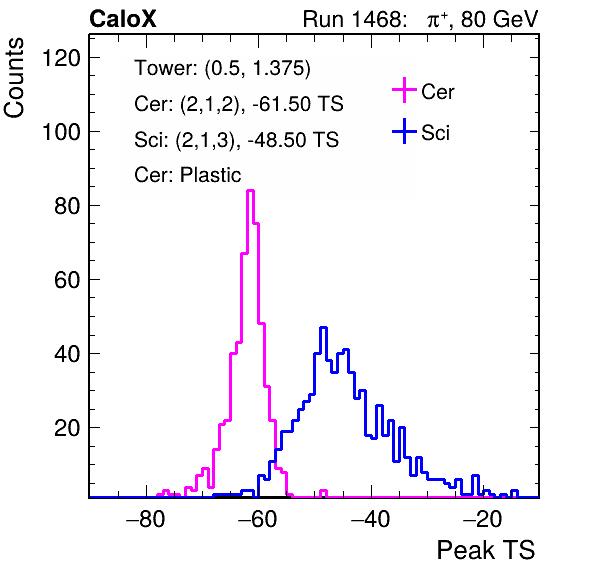 CaloX Run 1468: π⁺, 80 GeV
Counts
Tower: (0.5, 1.375)
Cer: (2,1,2), -61.50 TS
Sci: (2,1,3), -48.50 TS
Cer: Plastic
Cer
Sci
120
100
80
60
40
20
−80 −60 −40 −20
Peak TS